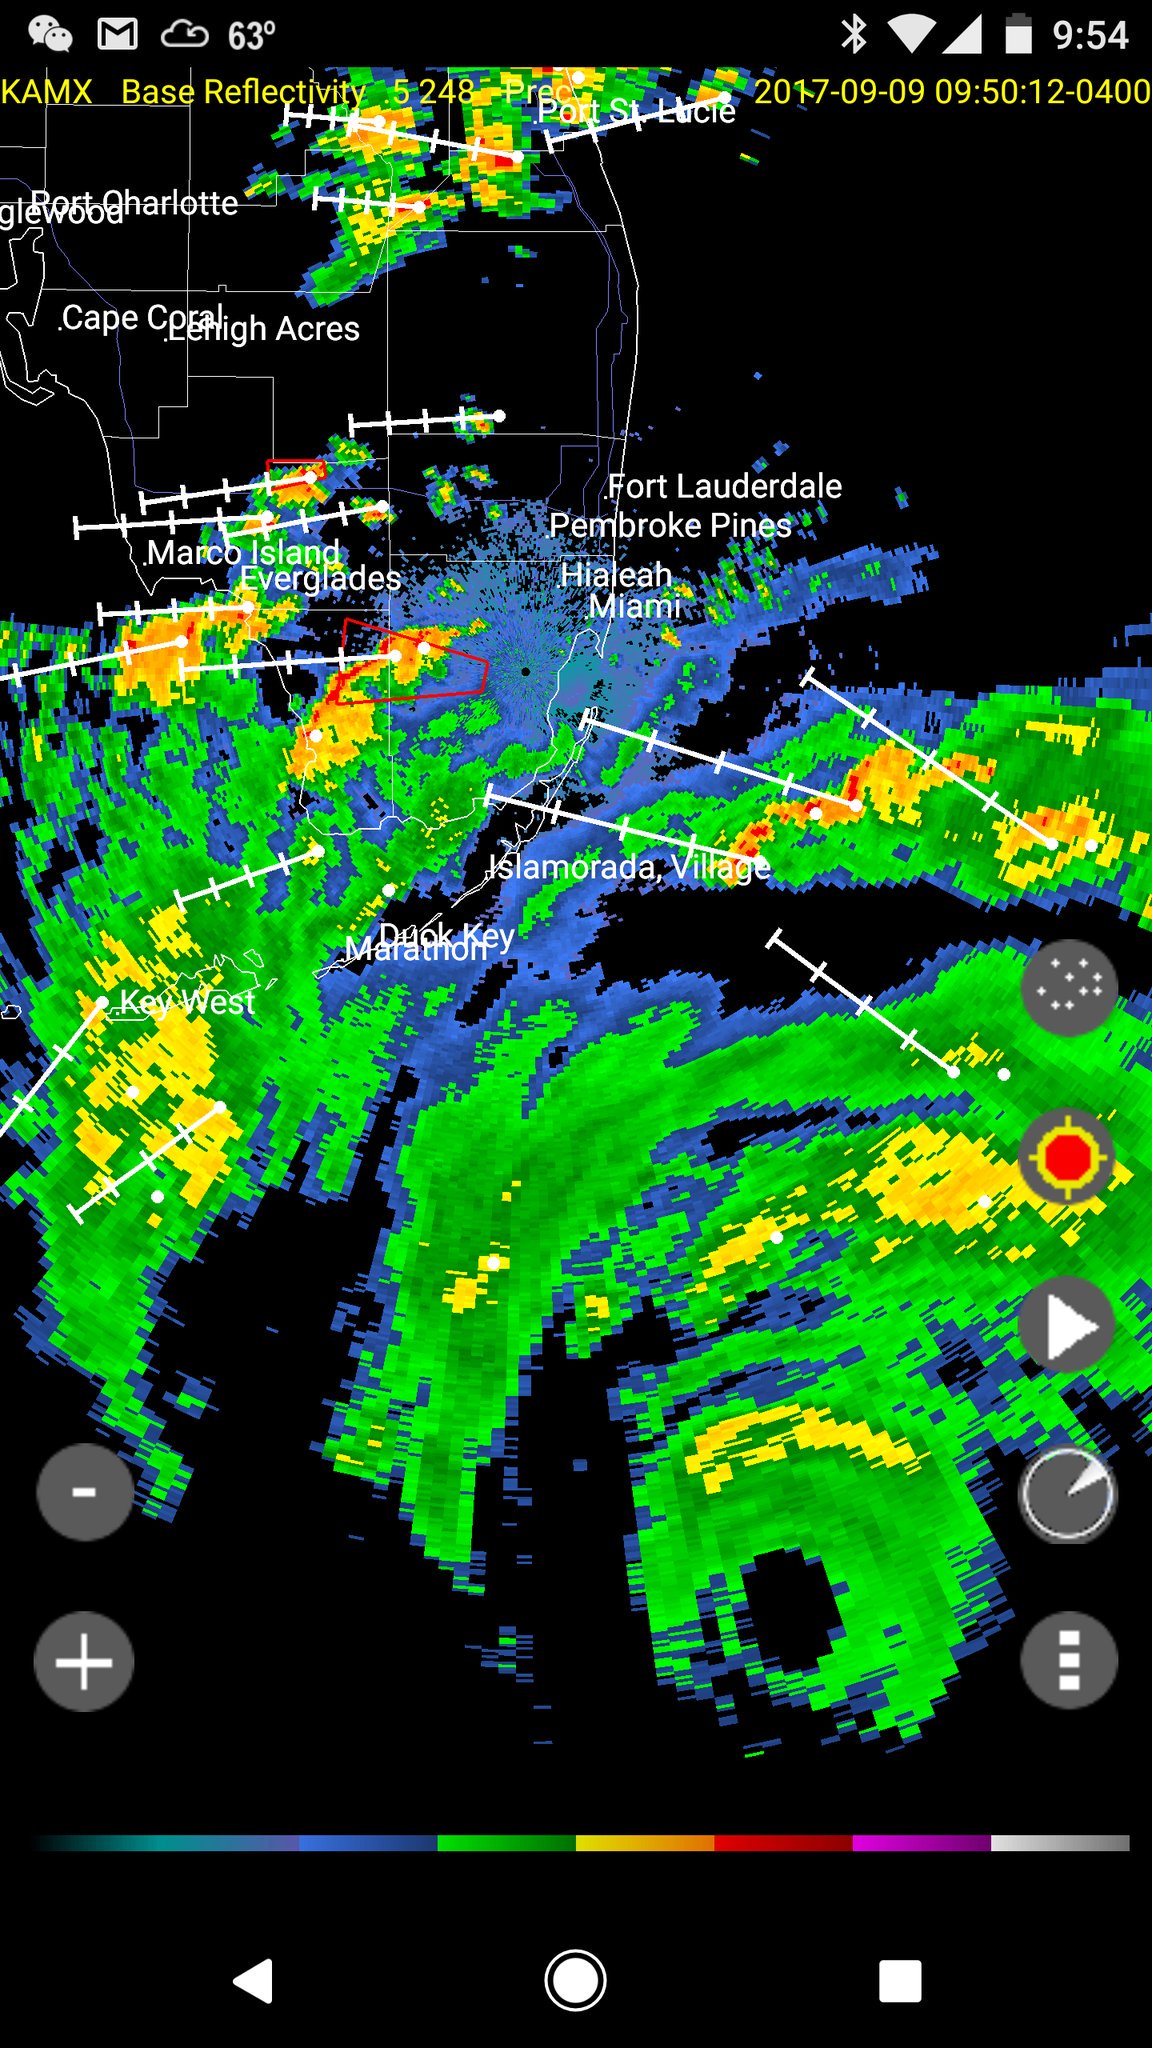 63º
9:54
KAMX Base Reflectivity .5 248 Prec 2017-09-09 09:50:12-0400
Port St. Lucie
Port Charlotte
glewood
Cape Coral
Lehigh Acres
Fort Lauderdale
Pembroke Pines
Marco Island
Everglades
Hialeah
Miami
Islamorada, Village
Duck Key
Marathon
Key West